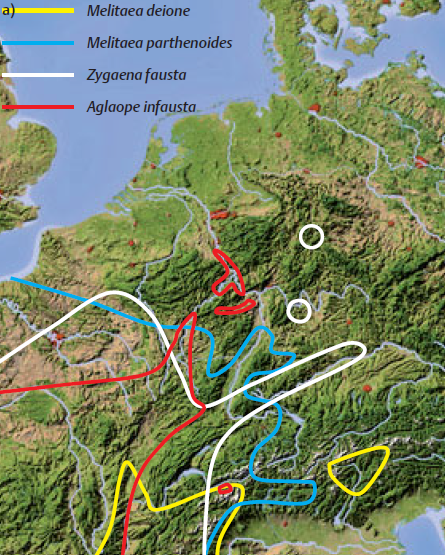 a) Melitaea deione
Melitaea parthenoides
Zygaena fausta
Aglaope infausta